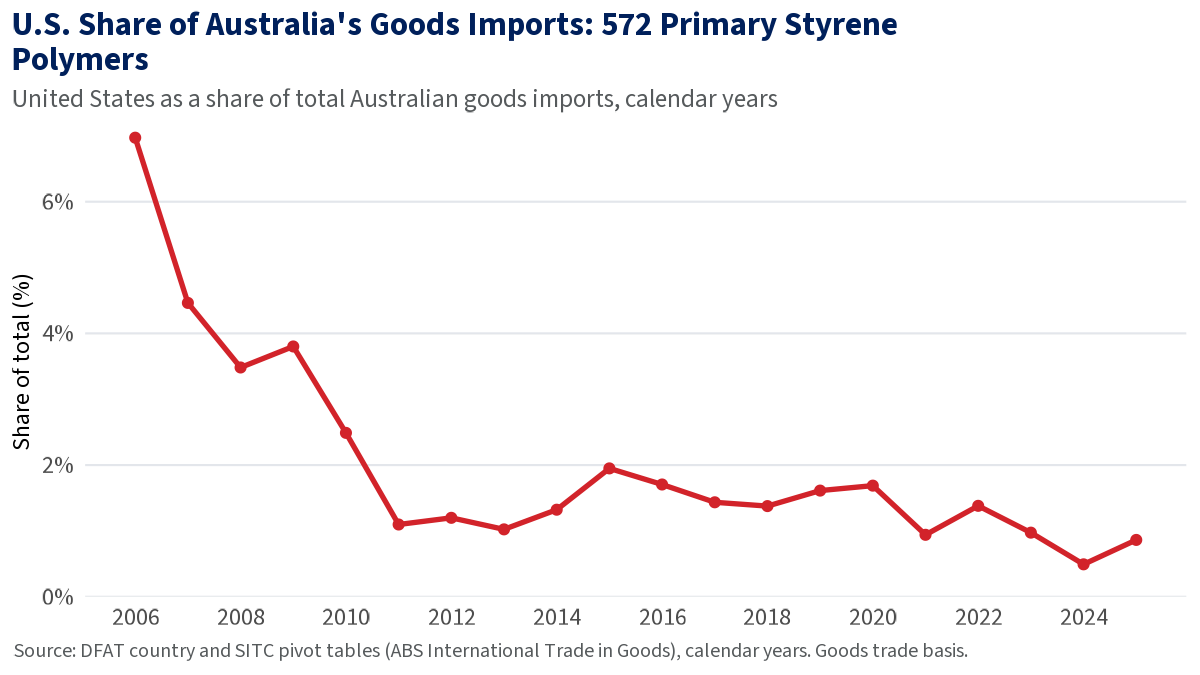 U.S. Share of Australia's Goods Imports: 572 Primary Styrene
Polymers
United States as a share of total Australian goods imports, calendar years
Share of total (%)
6%
4%
2%
0%
2006 2008 2010 2012 2014 2016 2018 2020 2022 2024
Source: DFAT country and SITC pivot tables (ABS International Trade in Goods), calendar years. Goods trade basis.